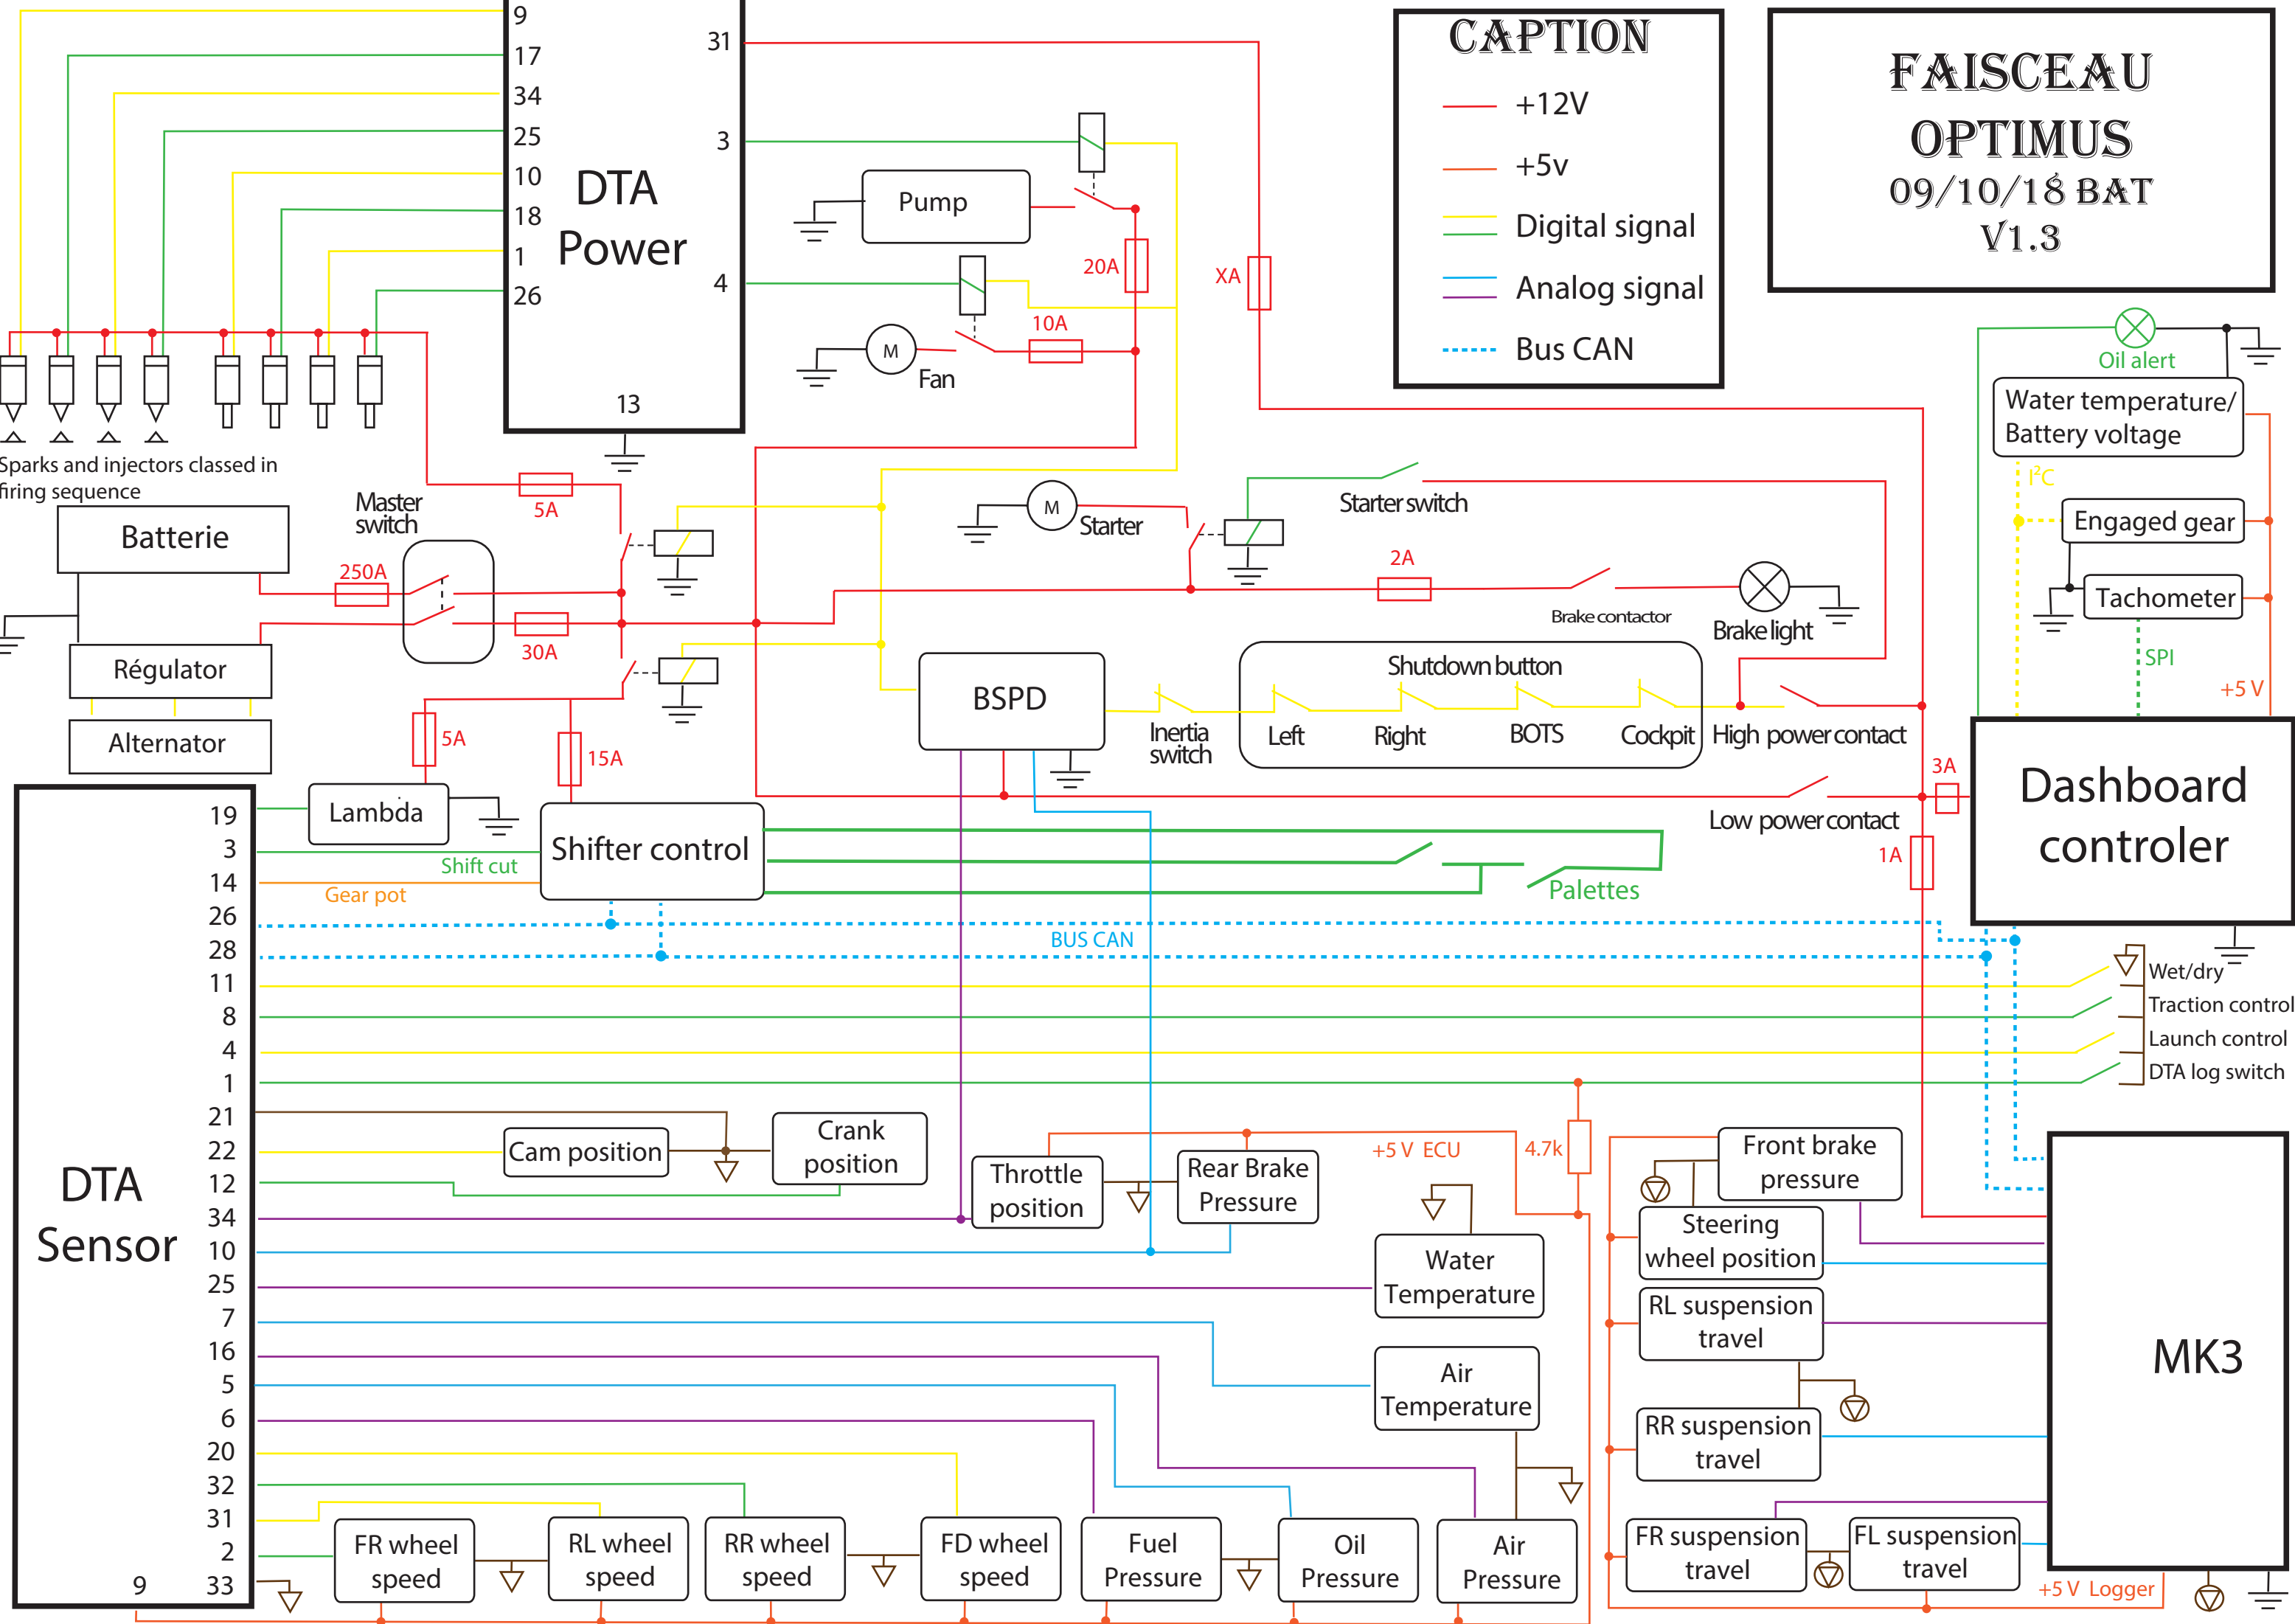 9
17
34
25
10
18
1
26
DTA
Power
31
3
4
13
CAPTION
+12V
+5v
Digital signal
Analog signal
Bus CAN
FAISCEAU
OPTIMUS
09/10/18 BAT
V1.3
Pump
20A
XA
10A
M
Fan
Oil alert
Water temperature/
Battery voltage
I²C
Engaged gear
Tachometer
SPI
+5 V
Sparks and injectors classed in
firing sequence
5A
Master
switch
Batterie
250A
30A
Régulator
Alternator
M
Starter
Starter switch
2A
Brake contactor
Brake light
BSPD
Inertia
switch
Shutdown button
Left
Right
BOTS
Cockpit
High power contact
Low power contact
3A
1A
Dashboard
controler
5A
15A
Lambda
Shifter control
Shift cut
Gear pot
Palettes
BUS CAN
Wet/dry
Traction control
Launch control
DTA log switch
DTA
Sensor
19
3
14
26
28
11
8
4
1
21
22
12
34
10
25
7
16
5
6
20
32
31
2
33
9
Cam position
Crank
position
Throttle
position
Rear Brake
Pressure
+5 V ECU
4.7k
Water
Temperature
Air
Temperature
Front brake
pressure
Steering
wheel position
RL suspension
travel
RR suspension
travel
FR suspension
travel
FL suspension
travel
MK3
+5 V Logger
FR wheel
speed
RL wheel
speed
RR wheel
speed
FD wheel
speed
Fuel
Pressure
Oil
Pressure
Air
Pressure